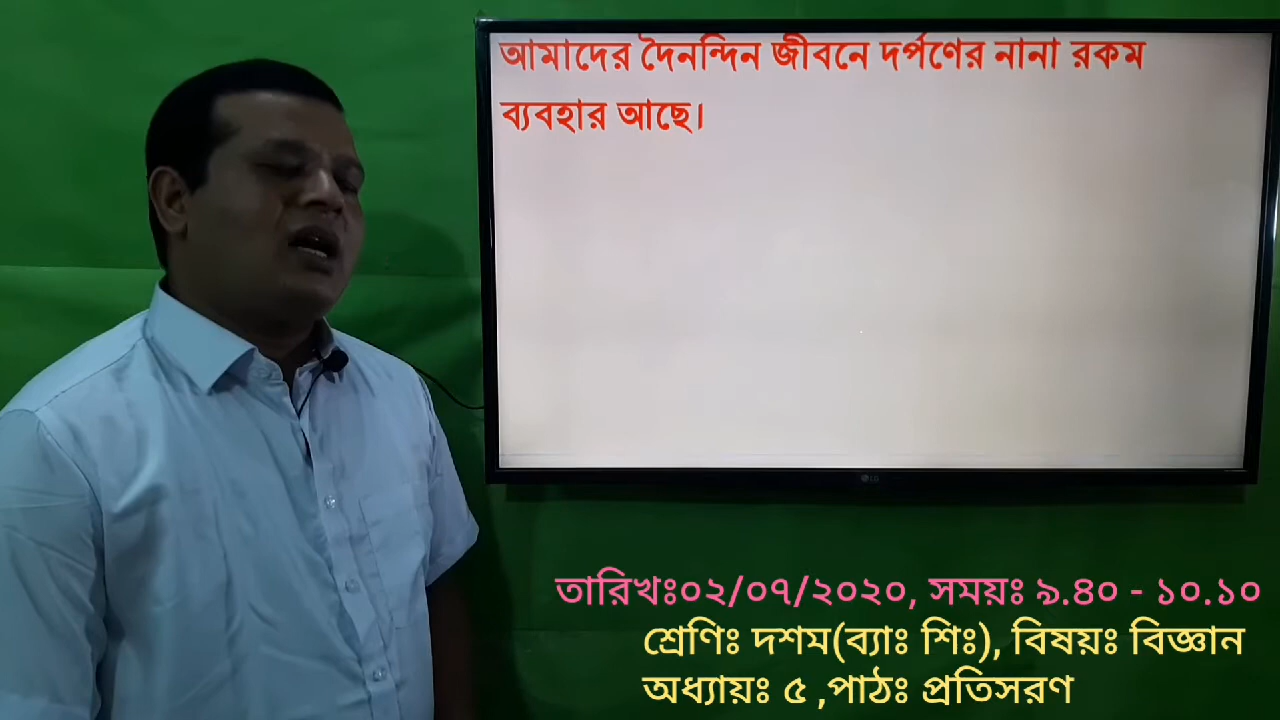 আমাদের দৈনন্দিন জীবনে দর্পণের নানা রকম
ব্যবহার আছে।
LG
তারিখঃ০২/০৭/২০২০, সময়ঃ ৯.৪০ - ১০.১০
শ্রেণিঃ দশম(ব্যাঃ শিঃ), বিষয়ঃ বিজ্ঞান
অধ্যায়ঃ ৫ ,পাঠঃ প্রতিসরণ